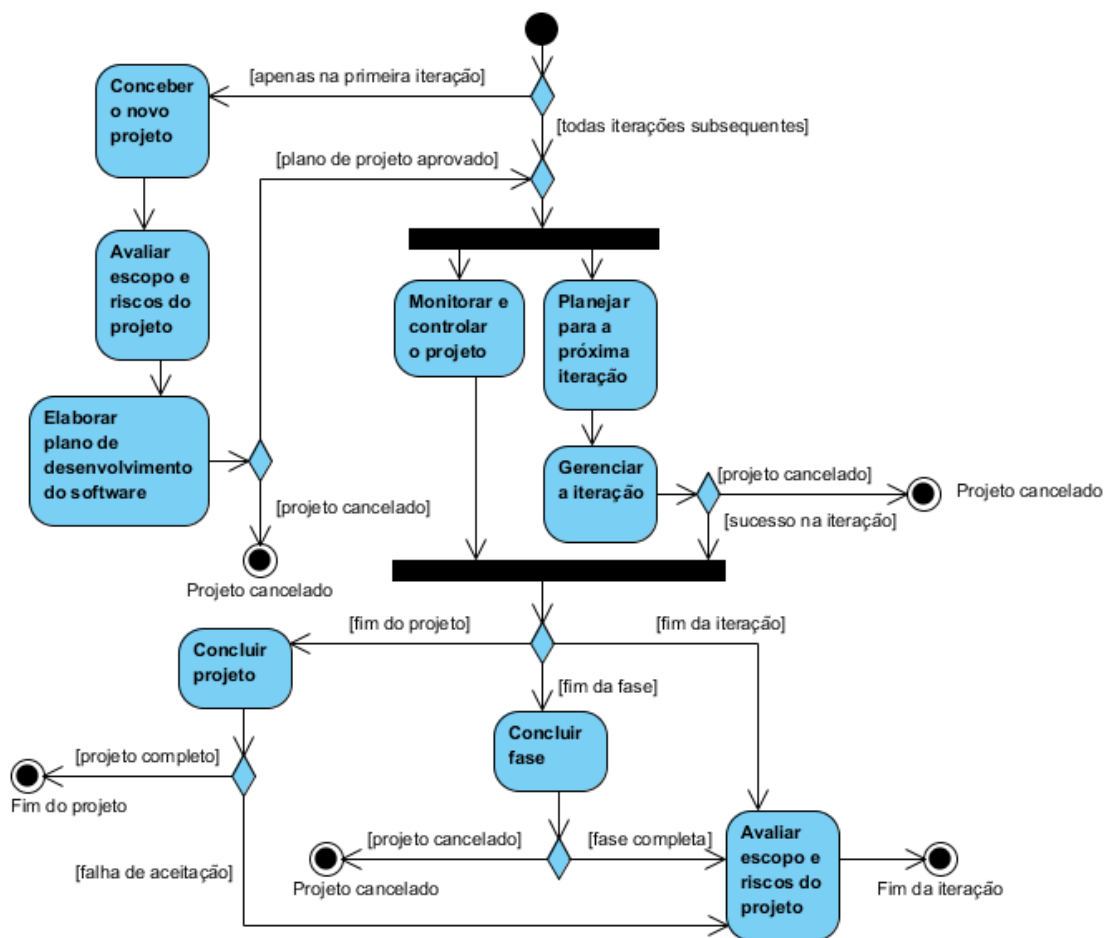 [apenas na primeira iteração]
Conceber
o novo
projeto
[todas iterações subsequentes]
[plano de projeto aprovado]
Avaliar
escopo e
riscos do
projeto
Monitorar e
controlar
o projeto
Planejar
para a
próxima
iteração
Elaborar
plano de
desenvolvimento
do software
Gerenciar
a iteração
[projeto cancelado]
Projeto cancelado
[sucesso na iteração]
[projeto cancelado]
Projeto cancelado
[fim do projeto]
[fim da iteração]
Concluir
projeto
[fim da fase]
Concluir
fase
[projeto completo]
Fim do projeto
[projeto cancelado]
Projeto cancelado
[fase completa]
Avaliar
escopo e
riscos do
projeto
Fim da iteração
[falha de aceitação]